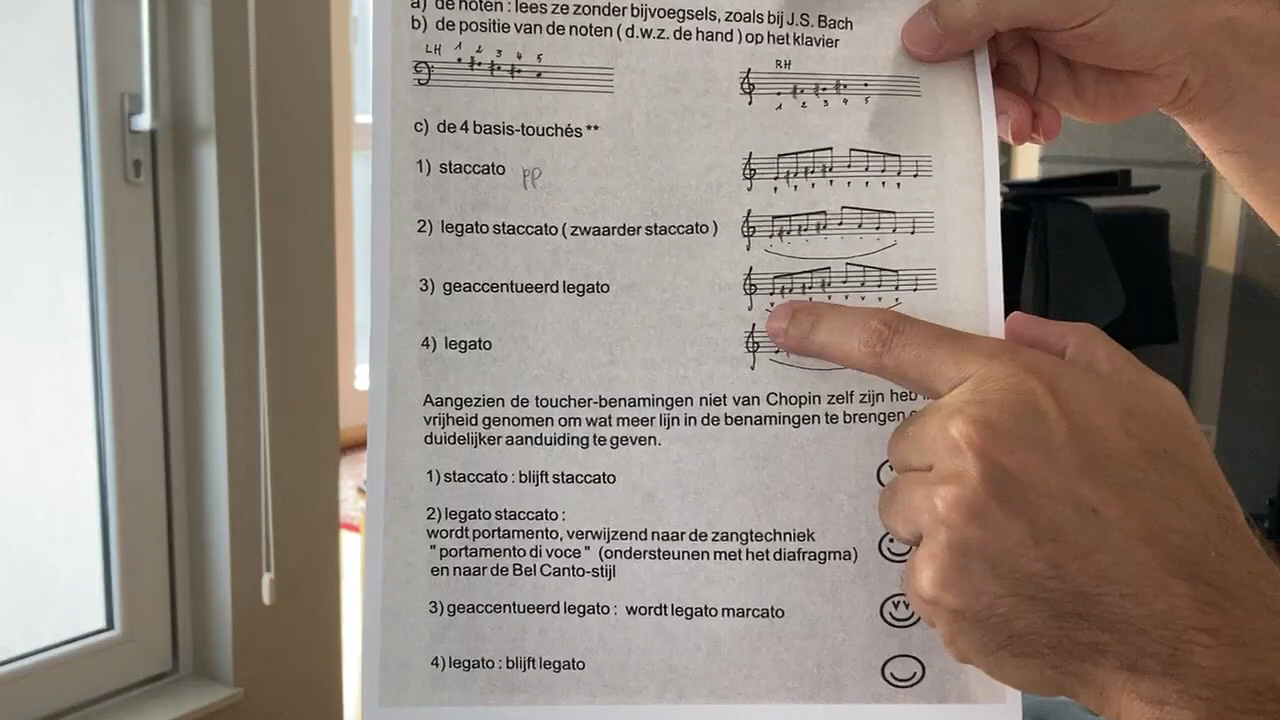 a) de noten : lees ze zonder bijvoegsels, zoals bij J.S. Bach
b) de positie van de noten ( d.w.z. de hand ) op het klavier
LH 1 2 3 4 5
RH
1 2 3 4 5
c) de 4 basis-touchés **
1) staccato pp
2) legato staccato ( zwaarder staccato )
3) geaccentueerd legato
4) legato
Aangezien de toucher-benamingen niet van Chopin zelf zijn heb
vrijheid genomen om wat meer lijn in de benamingen te brengen
duidelijker aanduiding te geven.
1) staccato : blijft staccato
2) legato staccato :
wordt portamento, verwijzend naar de zangtechniek
" portamento di voce " (ondersteunen met het diafragma)
en naar de Bel Canto-stijl
3) geaccentueerd legato : wordt legato marcato
4) legato : blijft legato